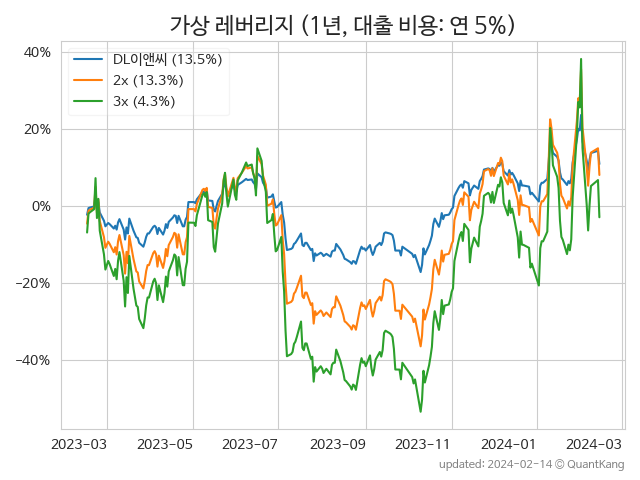 가상 레버리지 (1년, 대출 비용: 연 5%)
DL이앤씨 (13.5%)
2x (13.3%)
3x (4.3%)
40%
20%
0%
−20%
−40%
2023-03 2023-05 2023-07 2023-09 2023-11 2024-01 2024-03
updated: 2024-02-14 © QuantKang